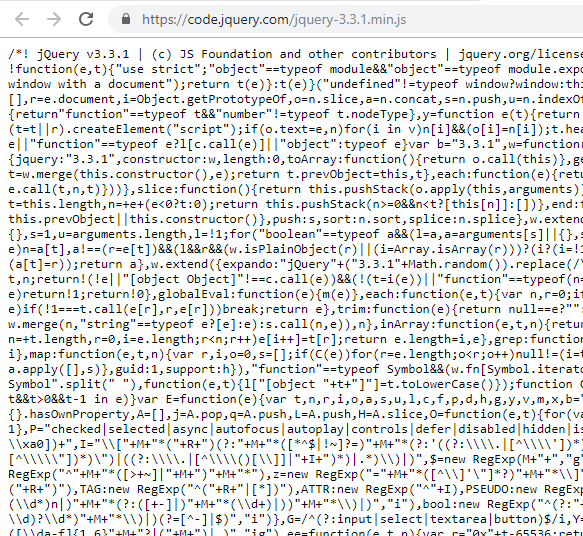 https://code.jquery.com/jquery-3.3.1.min.js
/*! jQuery v3.3.1 | (c) JS Foundation and other contributors | jquery.org/license
!function(e,t){"use strict";"object"==typeof module&&"object"==typeof module.expo
window with a document");return t(e)}:t(e)}("undefined"!=typeof window?window:thi
[],r=e.document,i=Object.getPrototypeOf,o=n.slice,a=n.concat,s=n.push,u=n.indexOf
{return"function"==typeof t&&"number"!=typeof t.nodeType},y=function e(t){return
(t=t||r).createElement("script");if(o.text=e,n)for(i in v)n[i]&&(o[i]=n[i]);t.hea
e||"function"==typeof e?l[c.call(e)]||"object":typeof e}var b="3.3.1",w=function(
{jquery:"3.3.1",constructor:w,length:0,toArray:function(){return o.call(this)},ge
t=w.merge(this.constructor(),e);return t.prevObject=this,t},each:function(e){retu
e.call(t,n,t)}))},slice:function(){return this.pushStack(o.apply(this,arguments))
t=this.length,n=+e+(e<0?t:0);return this.pushStack(n>=0&&n<t?[this[n]]:[])},end:f
this.prevObject||this.constructor()},push:s,sort:n.sort,splice:n.splice},w.extend
{},s=1,u=arguments.length,l=!1;for("boolean"==typeof a&&(l=a,a=arguments[s]||{},s
e)n=a[t],a!==(r=e[t])&&(l&&r&&(w.isPlainObject(r)||(i=Array.isArray(r)))?(i?(i=!1
(a[t]=r));return a},w.extend({expando:"jQuery"+("3.3.1"+Math.random()).replace(/\
t,n;return!(!e||"[object Object]"!==c.call(e))&&(!(t=i(e))||"function"==typeof(n=
e)return!1;return!0},globalEval:function(e){m(e)},each:function(e,t){var n,r=0;if
e)if(!1===t.call(e[r],r,e[r]))break;return e},trim:function(e){return null==e?"":
w.merge(n,"string"==typeof e?[e]:e):s.call(n,e)),n},inArray:function(e,t,n){retur
n=+t.length,r=0,i=e.length;r<n;r++)e[i++]=t[r];return e.length=i,e},grep:function
i},map:function(e,t,n){var r,i,o=0,s=[];if(C(e))for(r=e.length;o<r;o++)null!=(i=t
a.apply([],s)},guid:1,support:h}),"function"==typeof Symbol&&(w.fn[Symbol.iterato
Symbol".split(" "),function(e,t){l["[object "+t+"]"]=t.toLowerCase()});function C
t&&t>0&&t-1 in e)}var E=function(e){var t,n,r,i,o,a,s,u,l,c,f,p,d,h,g,y,v,m,x,b="
{}.hasOwnProperty,A=[],j=A.pop,q=A.push,L=A.push,H=A.slice,O=function(e,t){for(va
1},P="checked|selected|async|autofocus|autoplay|controls|defer|disabled|hidden|is
\\xa0])+",I="\\["+M+"*("+R+")(?:"+M+"*([*^$|!~]?=)"+M+"*(?:'((?:\\\\.|[^\\\\'])*)
[^\\\\\"])*)\")|((?:\\\\.|[^\\\\()[\\]]|"+I+")*)|.*)\\)|)",$=new RegExp(M+"+","g"
RegExp("^"+M+"*([>+~]|"+M+")"+M+"*"),z=new RegExp("="+M+"*([^\\]'\"]*?)"+M+"*\\]"
("+R+")"),TAG:new RegExp("^("+R+"|[*])"),ATTR:new RegExp("^"+I),PSEUDO:new RegExp
(\\d*)n|)"+M+"*(?:([+-]|)"+M+"*(\\d+)|))"+M+"*\\)|)","i"),bool:new RegExp("^(?:"+
\\d)?\\d*)"+M+"*\\)|)(?=[^-]|$)","i")},G=/^(?:input|select|textarea|button)$/i,Y=